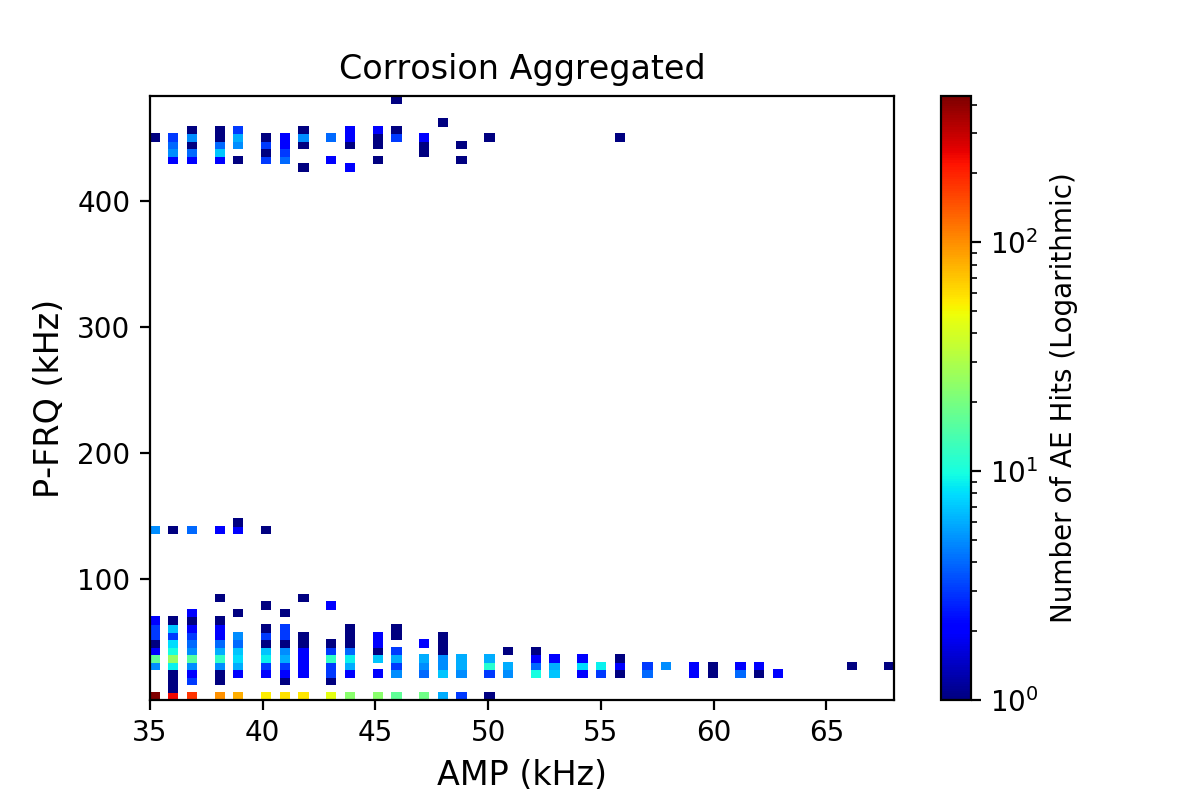 Corrosion Aggregated
P-FRQ (kHz)
400
300
200
100
35 40 45 50 55 60 65
AMP (kHz)
10²
10¹
10⁰
Number of AE Hits (Logarithmic)